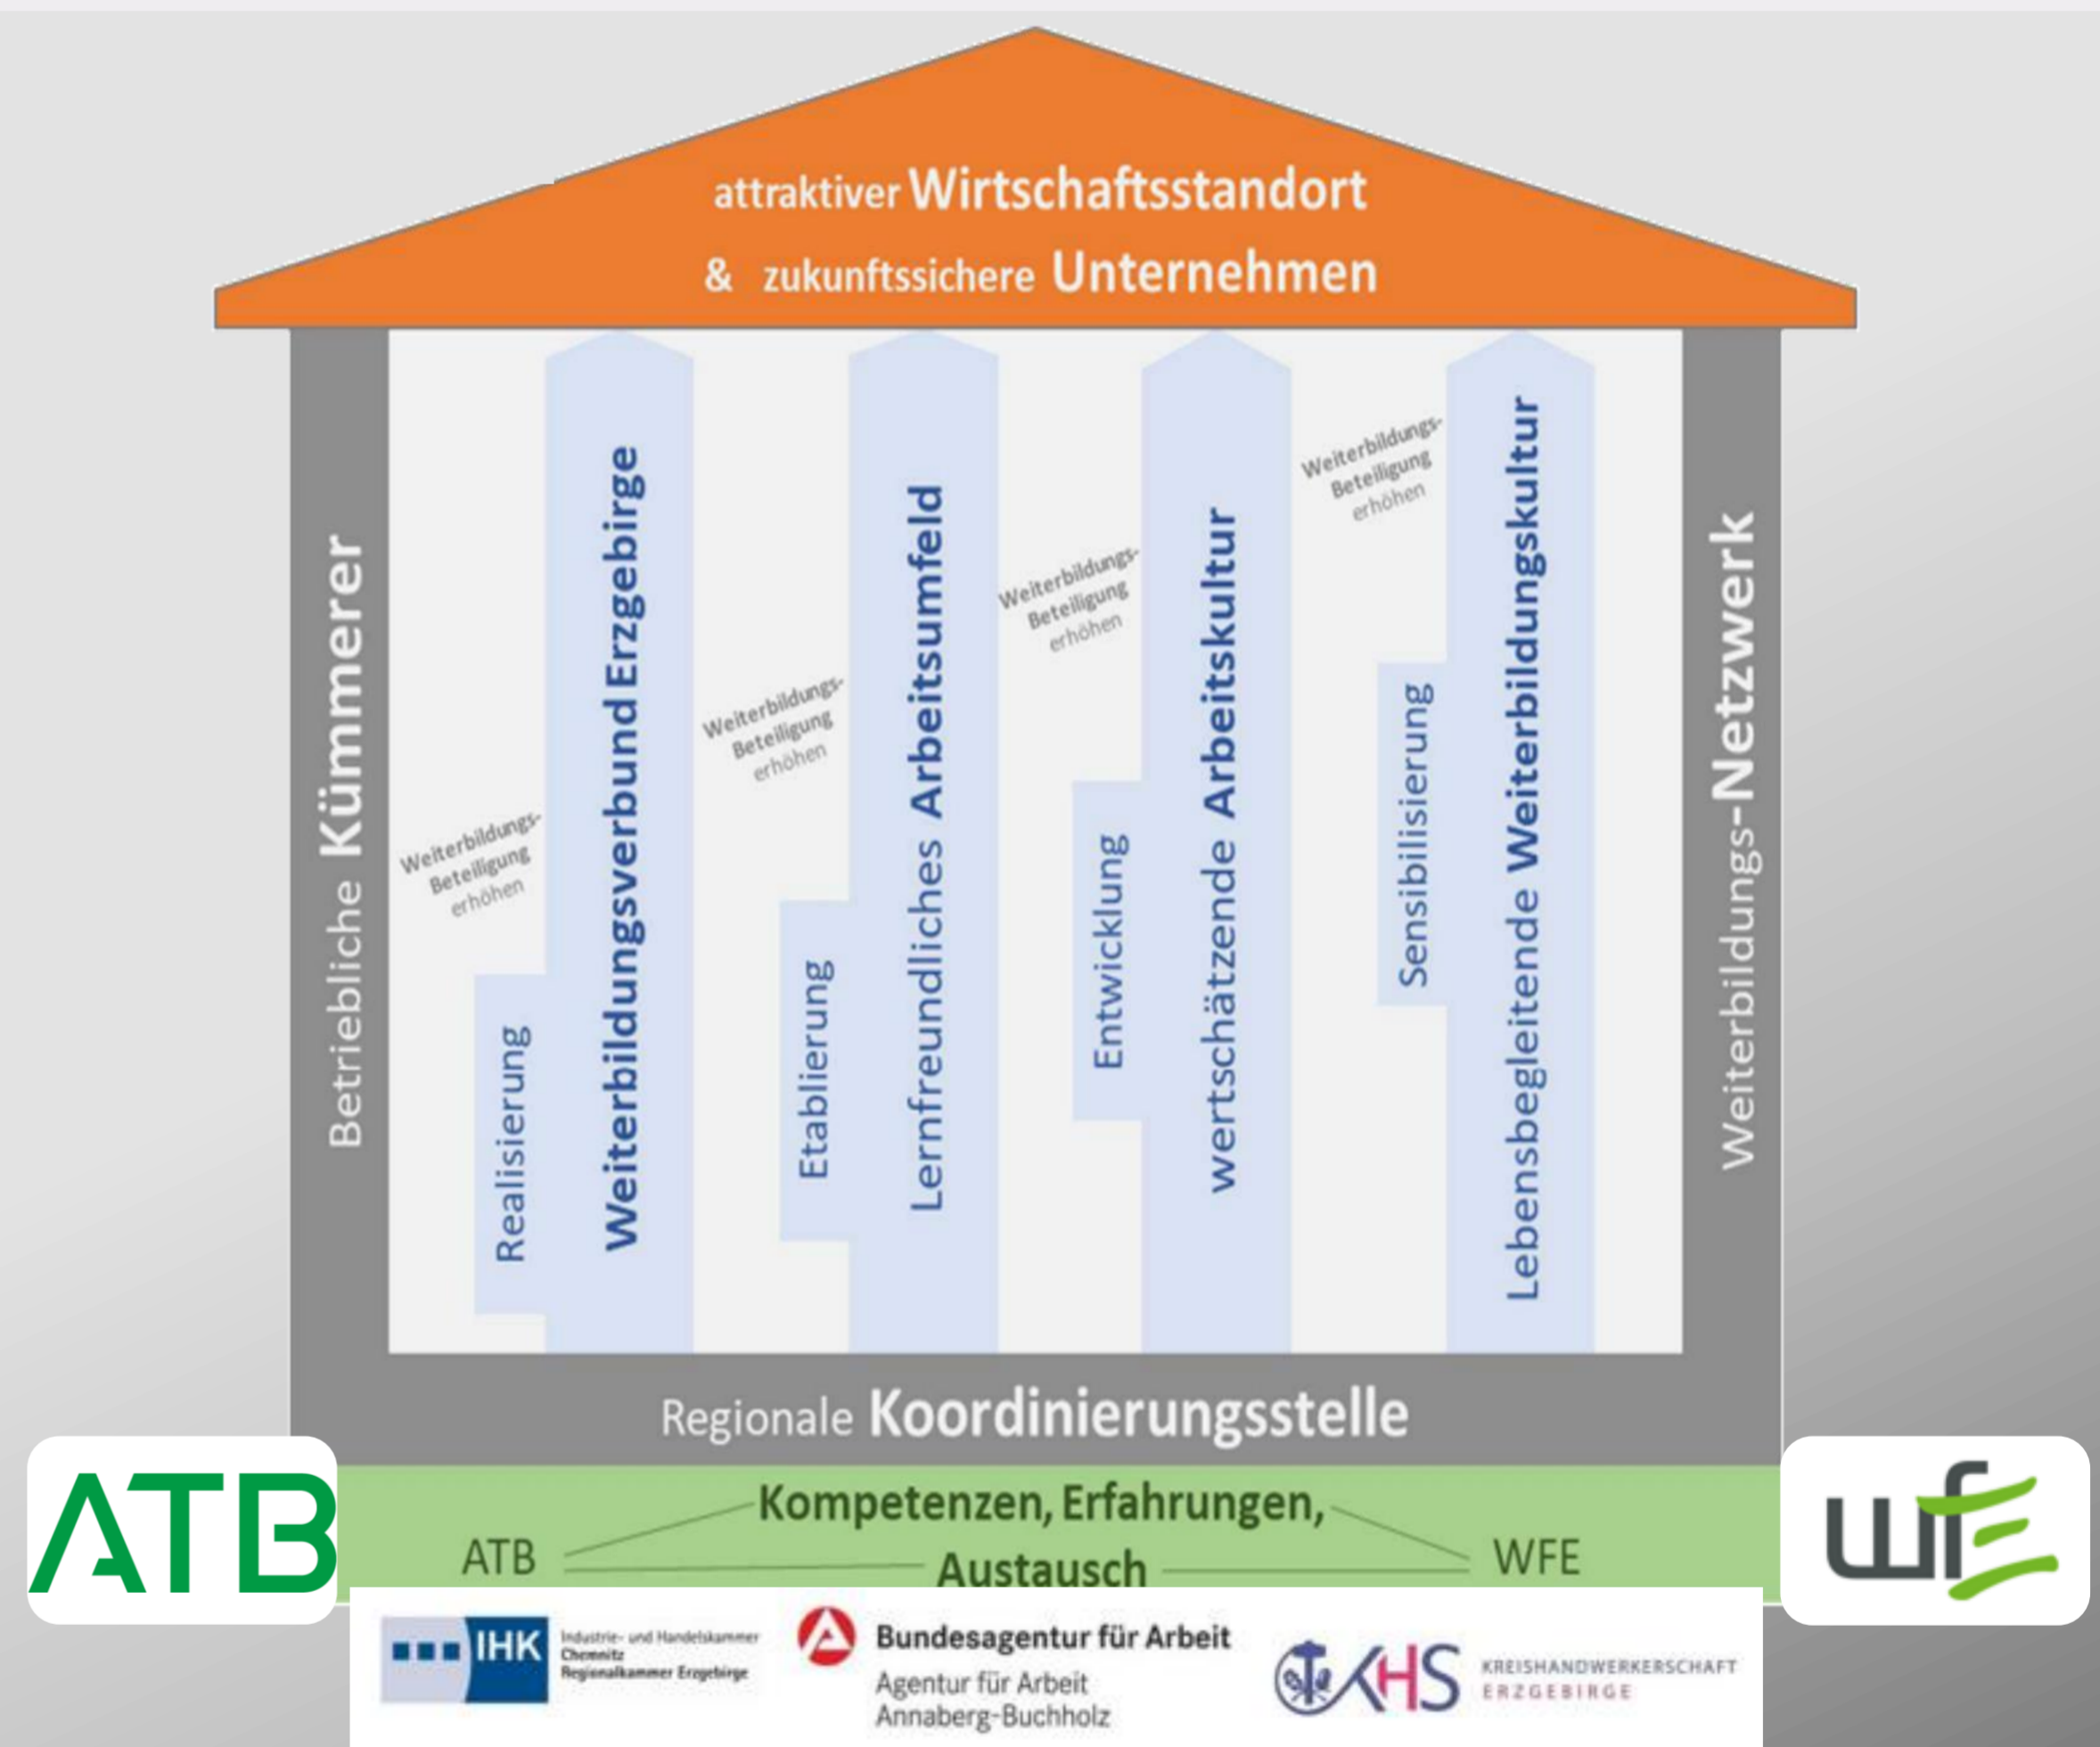 attraktiver Wirtschaftsstandort
& zukunftssichere Unternehmen
Betriebliche Kümmerer
Weiterbildungs-
Beteiligung
erhöhen
Realisierung
Weiterbildungsverbund Erzgebirge
Weiterbildungs-
Beteiligung
erhöhen
Etablierung
Lernfreundliches Arbeitsumfeld
Weiterbildungs-
Beteiligung
erhöhen
Entwicklung
wertschätzende Arbeitskultur
Weiterbildungs-
Beteiligung
erhöhen
Sensibilisierung
Lebensbegleitende Weiterbildungskultur
Weiterbildungs-Netzwerk
Regionale Koordinierungsstelle
ATB
Kompetenzen, Erfahrungen,
ATB
WFE
Austausch
wfE
IHK
Industrie- und Handelskammer
Chemnitz
Regionalkammer Erzgebirge
Bundesagentur für Arbeit
Agentur für Arbeit
Annaberg-Buchholz
KHS
KREISHANDWERKERSCHAFT
ERZGEBIRGE